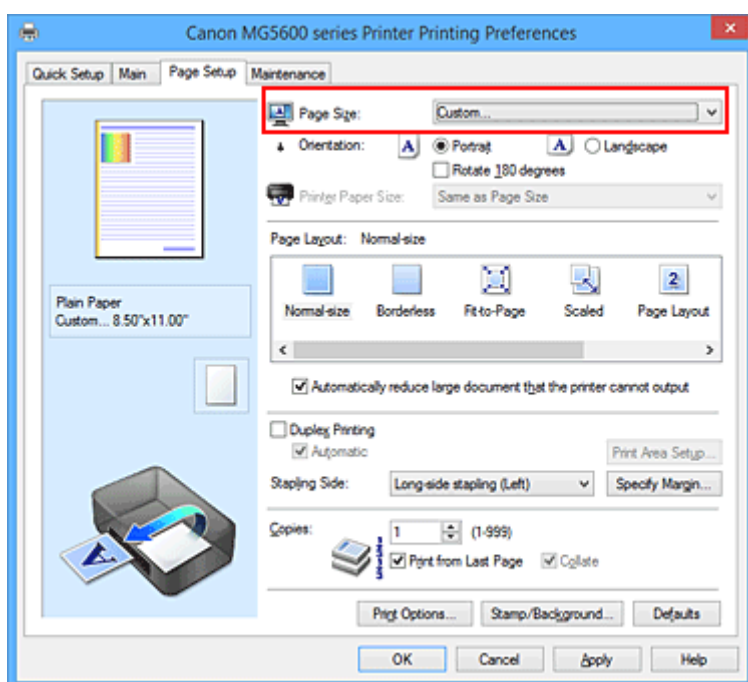 Canon MG5600 series Printer Printing Preferences
Quick Setup Main Page Setup Maintenance
Page Size: Custom...
Orientation: A Portrait A Landscape
Rotate 180 degrees
Printer Paper Size: Same as Page Size
Page Layout: Normal-size
2
Normal-size Borderless Fit-to-Page Scaled Page Layout
Plain Paper
Custom... 8.50"x11.00"
Automatically reduce large document that the printer cannot output
Duplex Printing
Automatic
Print Area Setup...
Stapling Side: Long-side stapling (Left) Specify Margin...
Copies: 1 (1-999)
Print from Last Page Collate
Print Options... Stamp/Background... Defaults
OK Cancel Apply Help